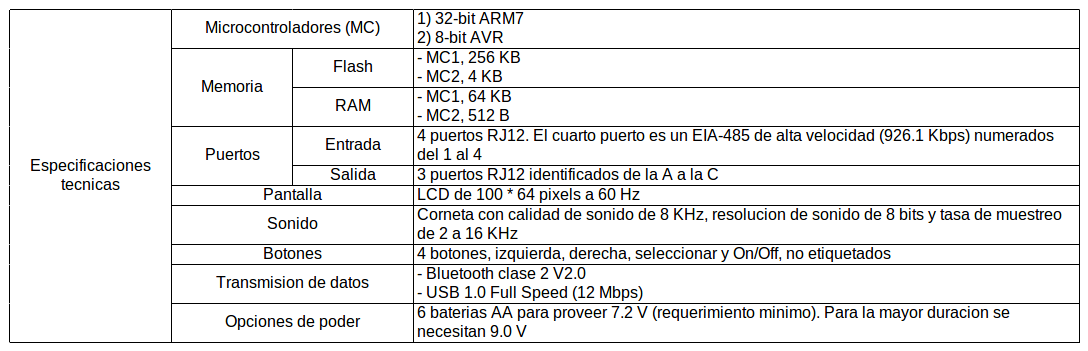 Especificaciones
tecnicas
Microcontroladores (MC)
1) 32-bit ARM7
2) 8-bit AVR
Memoria
Flash
- MC1, 256 KB
- MC2, 4 KB
RAM
- MC1, 64 KB
- MC2, 512 B
Puertos
Entrada
4 puertos RJ12. El cuarto puerto es un EIA-485 de alta velocidad (926.1 Kbps) numerados
del 1 al 4
Salida
3 puertos RJ12 identificados de la A a la C
Pantalla
LCD de 100 * 64 pixels a 60 Hz
Sonido
Corneta con calidad de sonido de 8 KHz, resolucion de sonido de 8 bits y tasa de muestreo
de 2 a 16 KHz
Botones
4 botones, izquierda, derecha, seleccionar y On/Off, no etiquetados
Transmision de datos
- Bluetooth clase 2 V2.0
- USB 1.0 Full Speed (12 Mbps)
Opciones de poder
6 baterias AA para proveer 7.2 V (requerimiento minimo). Para la mayor duracion se
necesitan 9.0 V